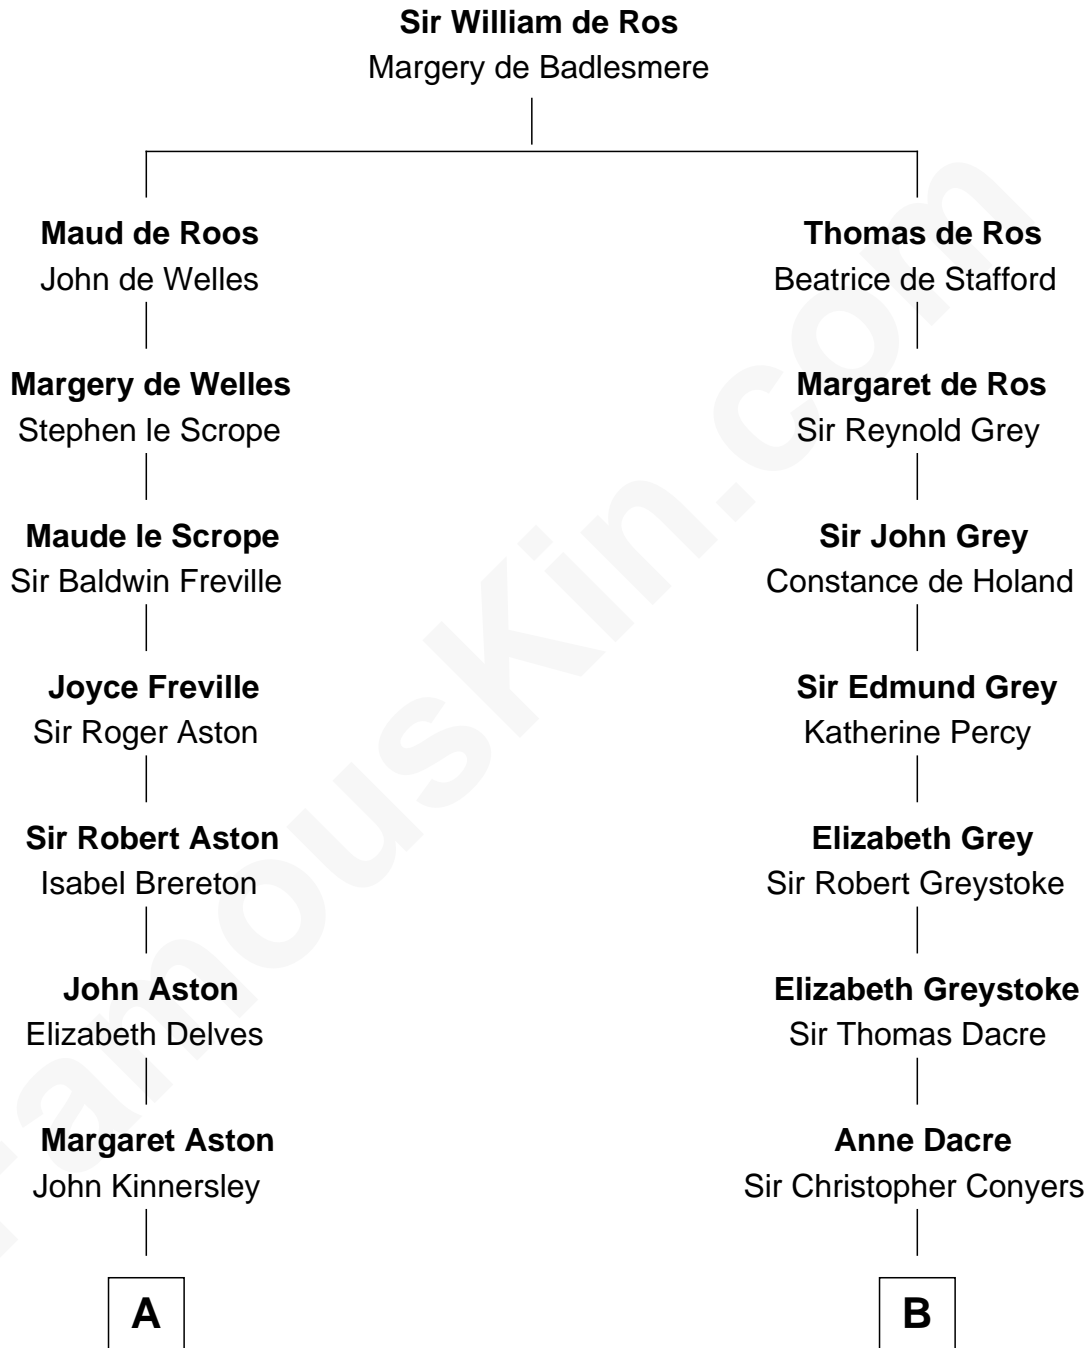 Sir William de Ros
Margery de Badlesmere
Maud de Roos
John de Welles
Thomas de Ros
Beatrice de Stafford
Margery de Welles
Stephen le Scrope
Margaret de Ros
Sir Reynold Grey
Maude le Scrope
Sir Baldwin Freville
Sir John Grey
Constance de Holand
Joyce Freville
Sir Roger Aston
Sir Edmund Grey
Katherine Percy
Sir Robert Aston
Isabel Brereton
Elizabeth Grey
Sir Robert Greystoke
John Aston
Elizabeth Delves
Elizabeth Greystoke
Sir Thomas Dacre
Margaret Aston
John Kinnersley
Anne Dacre
Sir Christopher Conyers
A
B
FamousKin.com